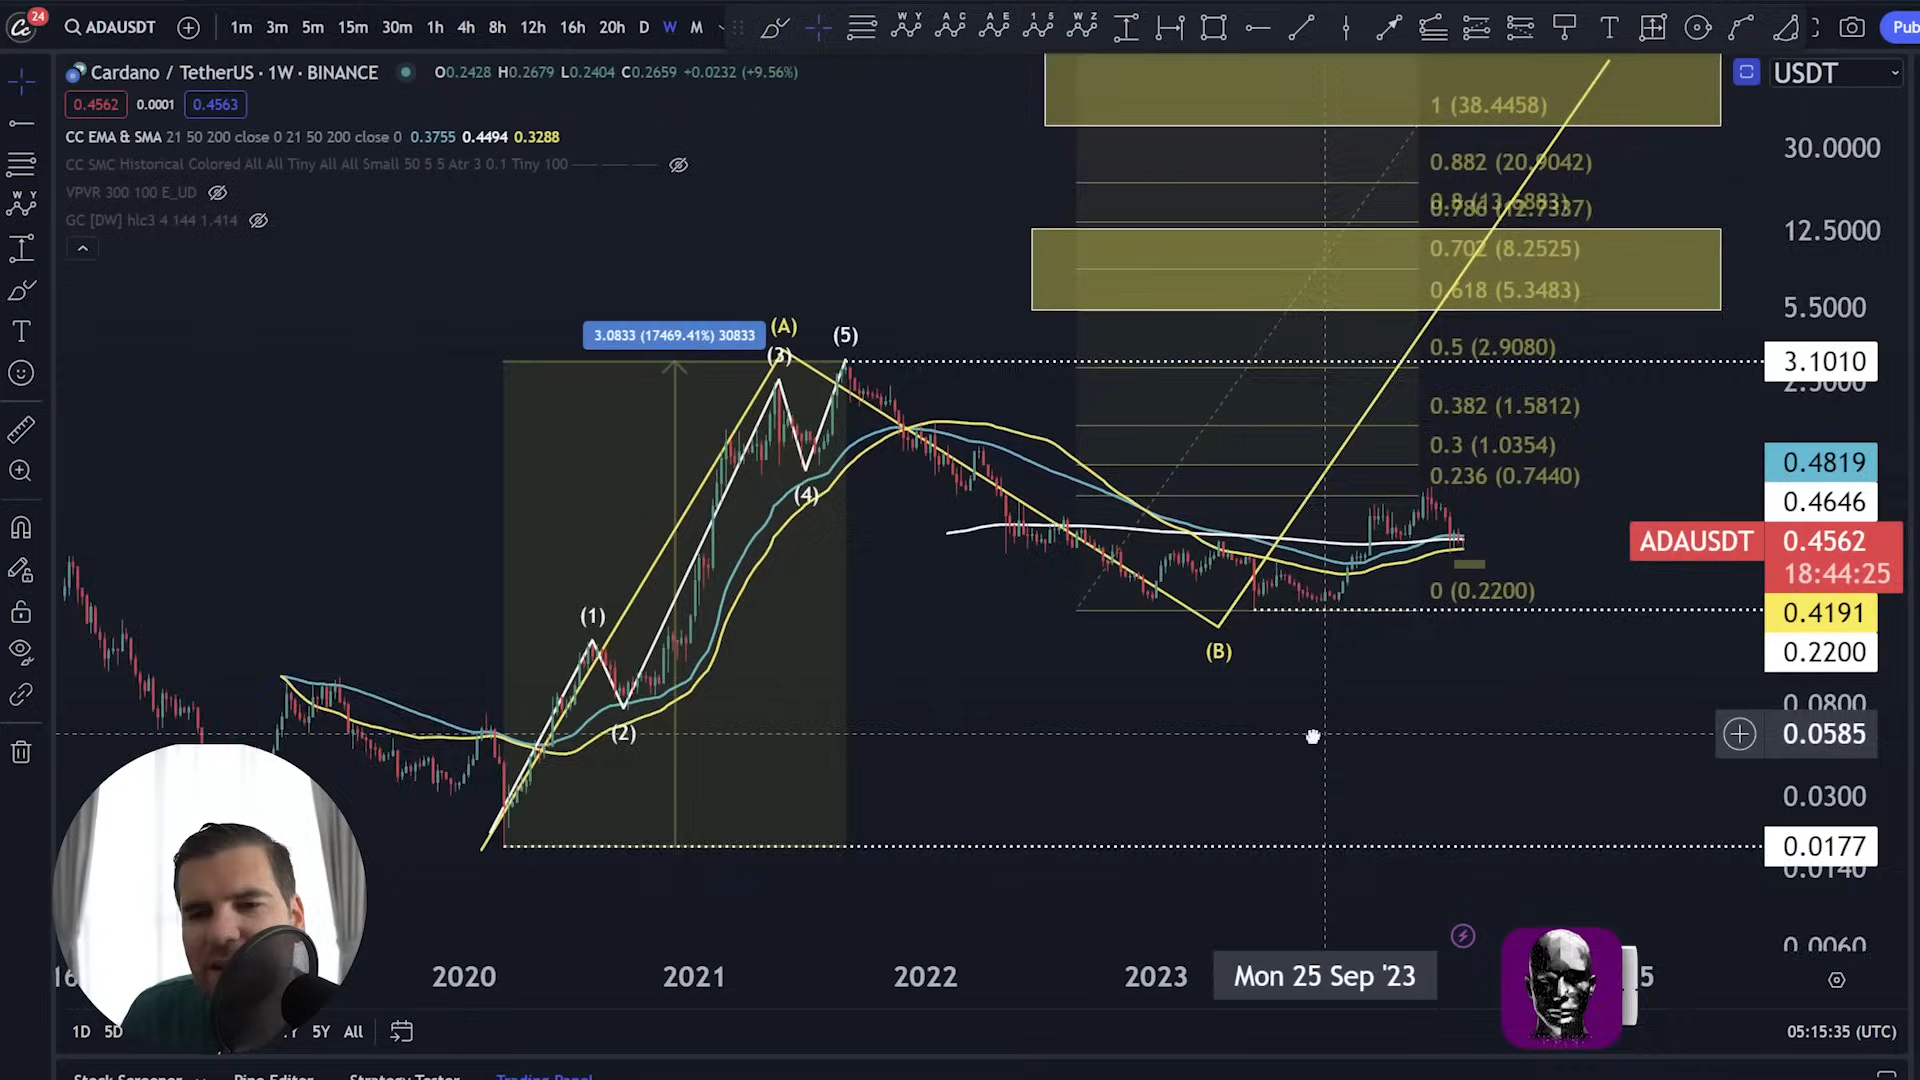 24
ADAUSDT
1m 3m 5m 15m 30m 1h 4h 8h 12h 16h 20h D W M
W Y A C A E 1 5 W Z
Pub
Cardano / TetherUS · 1W · BINANCE
O0.2428 H0.2679 L0.2404 C0.2659 +0.0232 (+9.56%)
USDT
0.4562 0.0001 0.4563
CC EMA & SMA 21 50 200 close 0 21 50 200 close 0 0.3755 0.4494 0.3288
CC SMC Historical Colored All All Tiny All All Small 50 5 5 Atr 3 0.1 Tiny 100
VPVR 300 100 E_UD
GC [DW] hlc3 4 144 1.414
W Y
1 (38.4458)
30.0000
0.882 (20.9042)
0.786 (12.7337)
12.5000
0.702 (8.2525)
0.618 (5.3483)
5.5000
3.0833 (17469.41%) 30833
(A)
(3)
(5)
0.5 (2.9080)
3.1010
2.5000
0.382 (1.5812)
0.3 (1.0354)
0.236 (0.7440)
0.4819
0.4646
(4)
ADAUSDT 0.4562
18:44:25
0 (0.2200)
0.4191
0.2200
(1)
(B)
(2)
0.0800
0.0585
0.0300
0.0177
0.0140
0.0060
2020 2021 2022 2023 Mon 25 Sep '23 5
1D 5D 5Y All
05:15:35 (UTC)
Stock Screener Pine Editor Strategy Tester Trading Panel